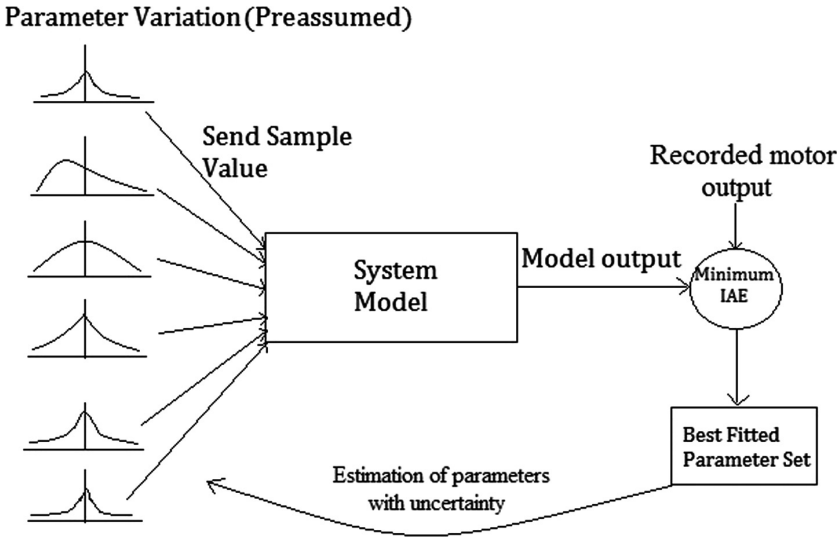 Parameter Variation (Preassumed)
Send Sample
Value
Recorded motor
output
System
Model
Model output
Minimum
IAE
Best Fitted
Parameter Set
Estimation of parameters
with uncertainty